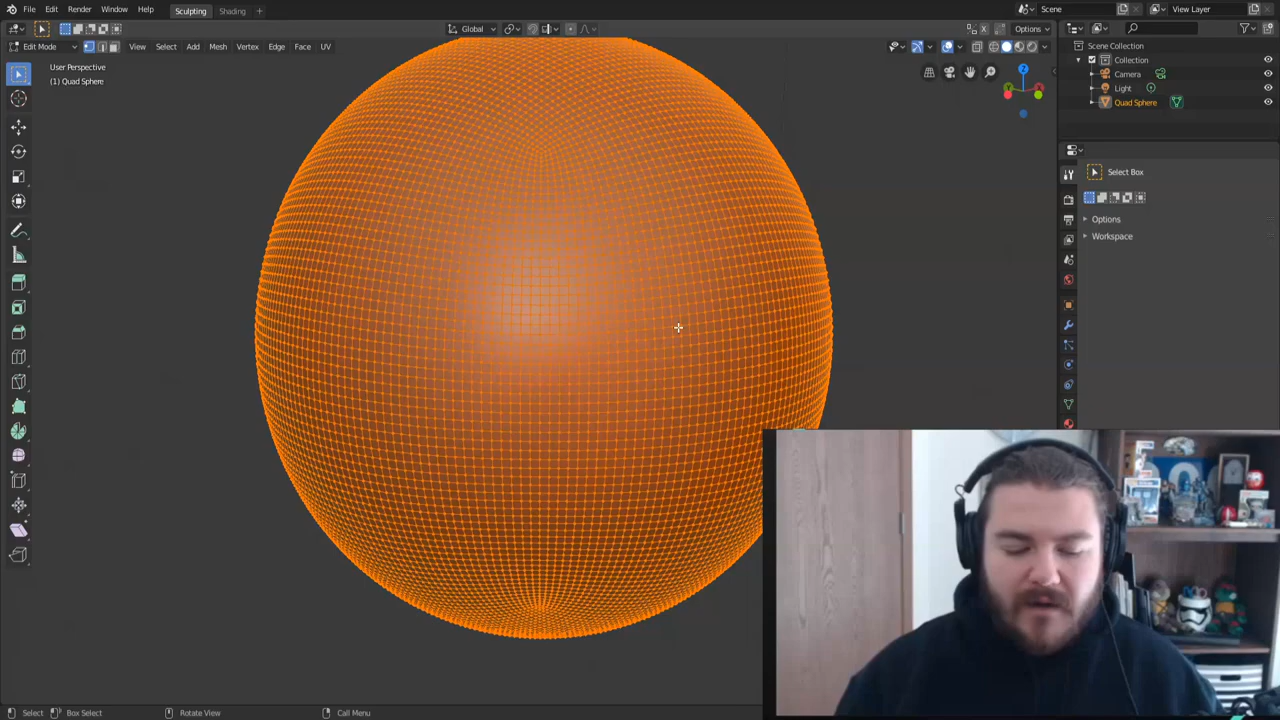 File Edit Render Window Help Sculpting Shading + Scene View Layer
Global Options
Edit Mode View Select Add Mesh Vertex Edge Face UV
Scene Collection
Collection
Camera
Light
Quad Sphere
User Perspective
(1) Quad Sphere
Z
Select Box
Options
Workspace
Select Box Select Rotate View Call Menu